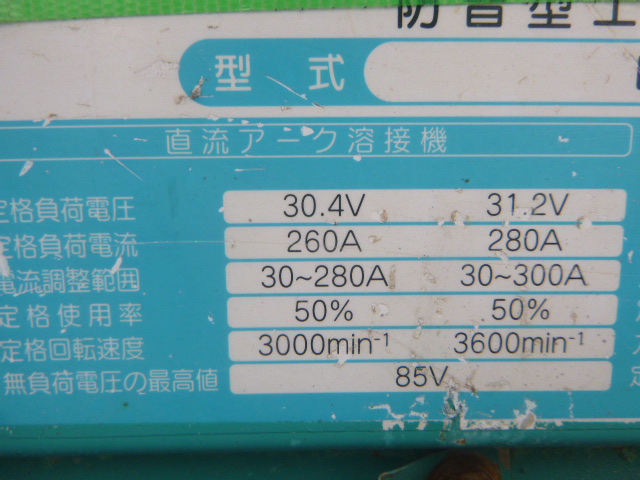 防音型エ
型式
直流アーク溶接機
定格負荷電圧 30.4V 31.2V
定格負荷電流 260A 280A
電流調整範囲 30~280A 30~300A
定格使用率 50% 50%
定格回転速度 3000min-1 3600min-1
無負荷電圧の最高値 85V
定